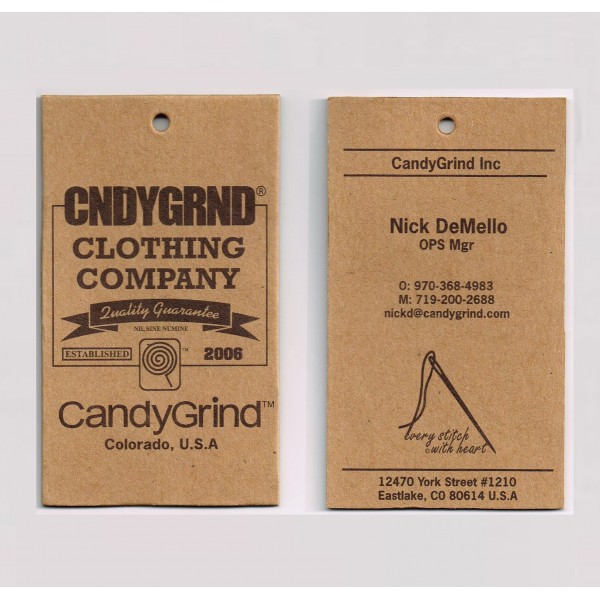 CNDYGRND®
CLOTHING
COMPANY
Quality Guarantee
NIL SINE NUMINE
ESTABLISHED 2006
CandyGrind™
Colorado, U.S.A
CandyGrind Inc
Nick DeMello
OPS Mgr
O: 970-368-4983
M: 719-200-2688
nickd@candygrind.com
every stitch
©with heart
12470 York Street #1210
Eastlake, CO 80614 U.S.A